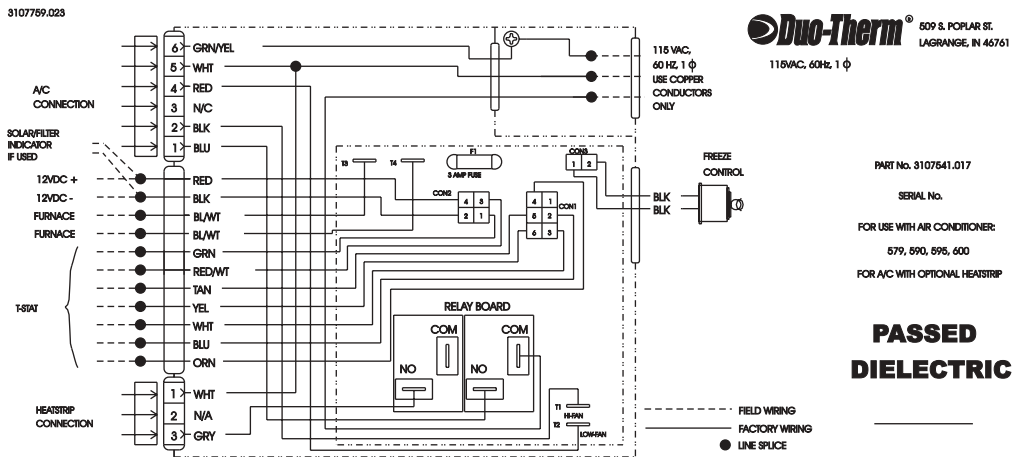 3107759.023
Duo-Therm®
509 S. POPLAR ST.
LAGRANGE, IN 46761
115VAC, 60Hz, 1 ϕ
A/C
CONNECTION
6 GRN/YEL
5 WHT
4 RED
3 N/C
2 BLK
1 BLU
115 VAC,
60 HZ, 1 ϕ
USE COPPER
CONDUCTORS
ONLY
SOLAR/FILTER
INDICATOR
IF USED
12VDC +
12VDC -
FURNACE
FURNACE
T-STAT
RED
BLK
BL/WT
BL/WT
GRN
RED/WT
TAN
YEL
WHT
BLU
ORN
T3
T4
F1
3 AMP FUSE
CON3
1 2
CON2
4 3
2 1
CON1
4 1
5 2
6 3
FREEZE
CONTROL
BLK
BLK
PART No. 3107541.017
SERIAL No.
FOR USE WITH AIR CONDITIONER:
579, 590, 595, 600
FOR A/C WITH OPTIONAL HEATSTRIP
RELAY BOARD
COM
NO
COM
NO
PASSED
DIELECTRIC
HEATSTRIP
CONNECTION
1 WHT
2 N/A
3 GRY
T1
HI-FAN
T2
LOW-FAN
FIELD WIRING
FACTORY WIRING
LINE SPLICE